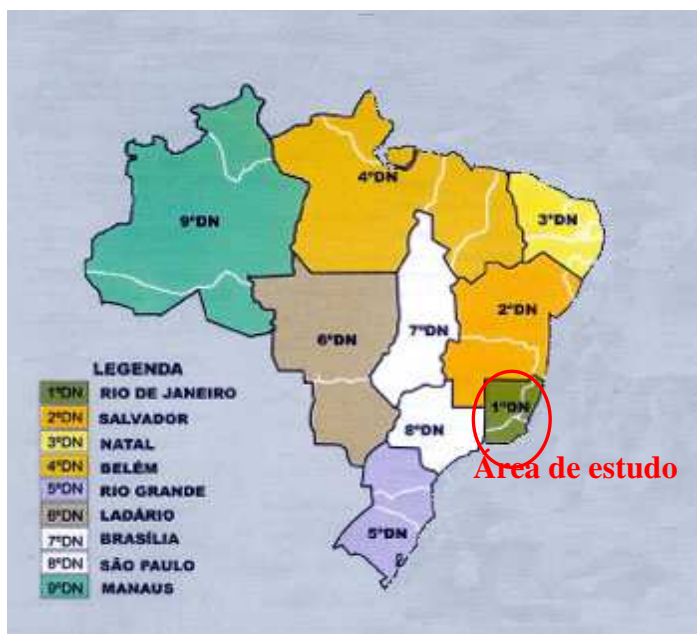 4ºDN
9ºDN
3ºDN
2ºDN
6ºDN
7ºDN
1ºDN
8ºDN
Área de estudo
5ºDN
LEGENDA
1ºDN RIO DE JANEIRO
2ºDN SALVADOR
3ºDN NATAL
4ºDN BELÉM
5ºDN RIO GRANDE
6ºDN LADÁRIO
7ºDN BRASÍLIA
8ºDN SÃO PAULO
9ºDN MANAUS